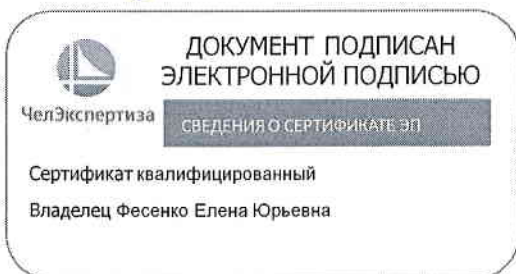 ДОКУМЕНТ ПОДПИСАН
ЭЛЕКТРОННОЙ ПОДПИСЬЮ
ЧелЭкспертиза
СВЕДЕНИЯ О СЕРТИФИКАТЕ ЭП
Сертификат квалифицированный
Владелец Фесенко Елена Юрьевна